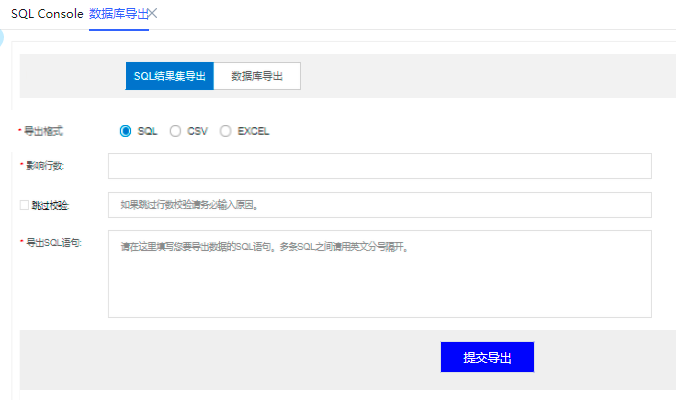 SQL Console 数据库导出
SQL结果集导出 数据库导出
* 导出格式 SQL CSV EXCEL
* 影响行数:
跳过校验: 如果跳过行数校验请务必输入原因。
* 导出SQL语句: 请在这里填写您要导出数据的SQL语句。多条SQL之间请用英文分号隔开。
提交导出